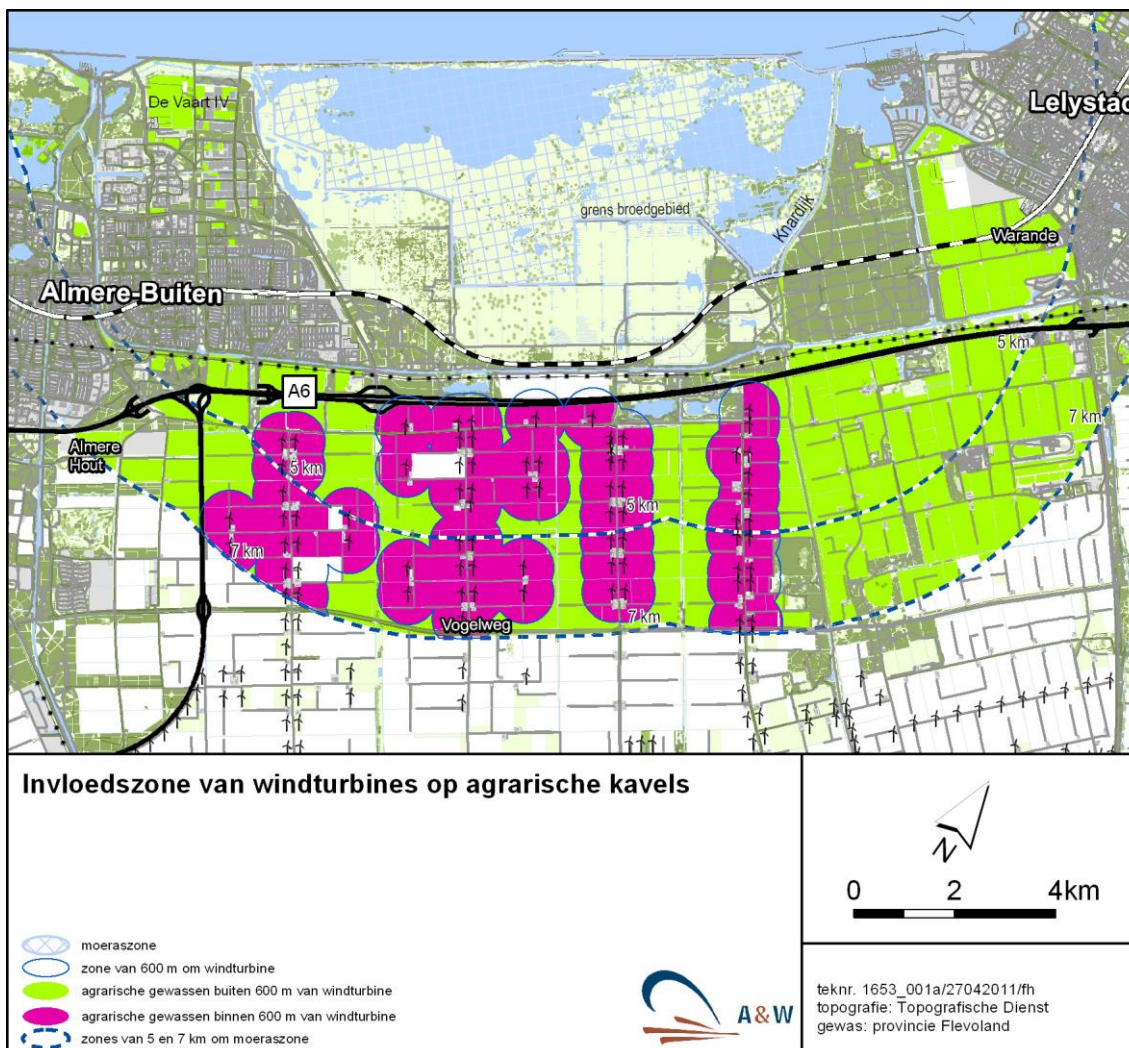 De Vaart IV
Lelystad
grens broedgebied
Knardijk
Warande
Almere-Buiten
5 km
A6
7 km
Almere
Hout
5 km
5 km
7 km
7 km
Vogelweg
Invloedszone van windturbines op agrarische kavels
N
0 2 4km
moeraszone
zone van 600 m om windturbine
agrarische gewassen buiten 600 m van windturbine
agrarische gewassen binnen 600 m van windturbine
zones van 5 en 7 km om moeraszone
A&W
teknr. 1653_001a/27042011/fh
topografie: Topografische Dienst
gewas: provincie Flevoland